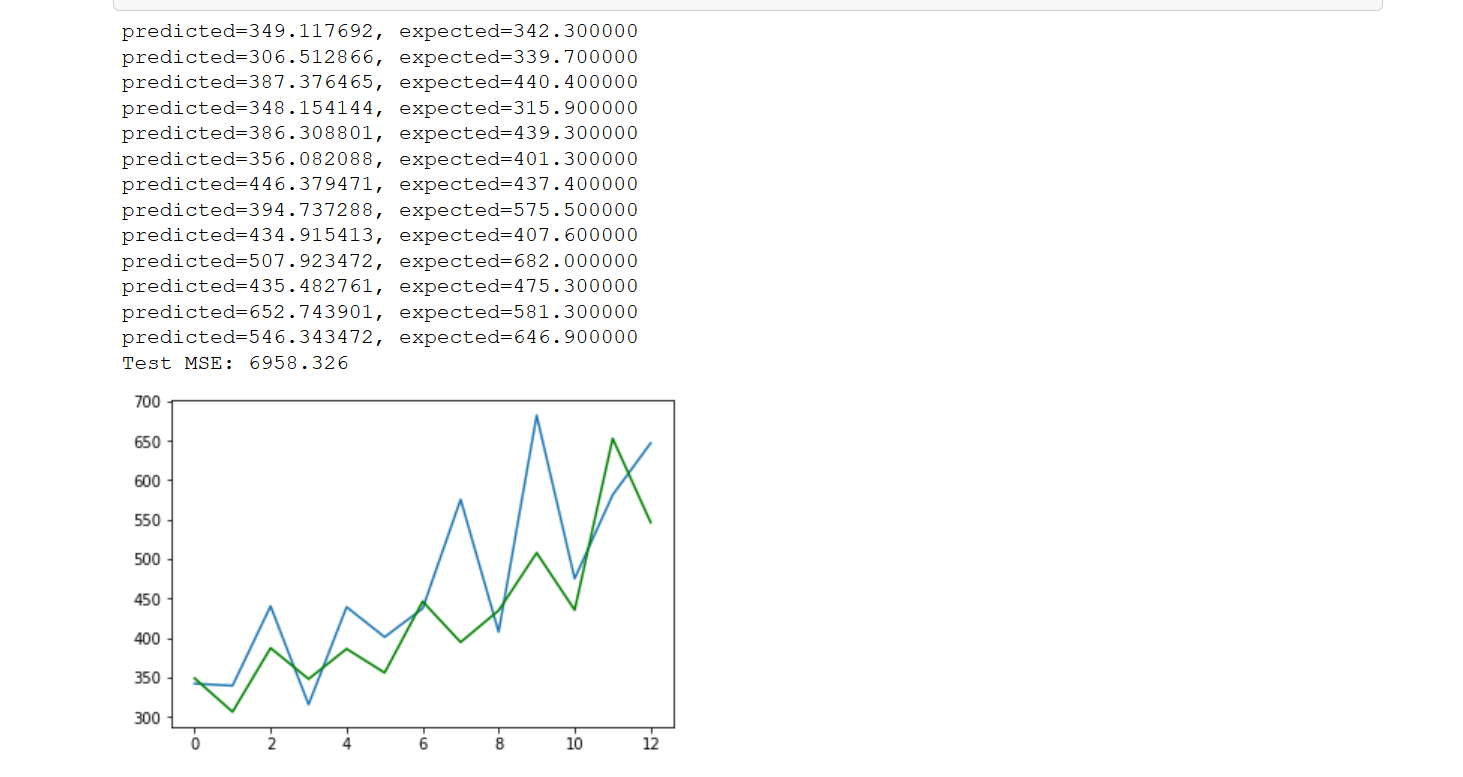 predicted=349.117692, expected=342.300000
predicted=306.512866, expected=339.700000
predicted=387.376465, expected=440.400000
predicted=348.154144, expected=315.900000
predicted=386.308801, expected=439.300000
predicted=356.082088, expected=401.300000
predicted=446.379471, expected=437.400000
predicted=394.737288, expected=575.500000
predicted=434.915413, expected=407.600000
predicted=507.923472, expected=682.000000
predicted=435.482761, expected=475.300000
predicted=652.743901, expected=581.300000
predicted=546.343472, expected=646.900000
Test MSE: 6958.326
700
650
600
550
500
450
400
350
300
0 2 4 6 8 10 12